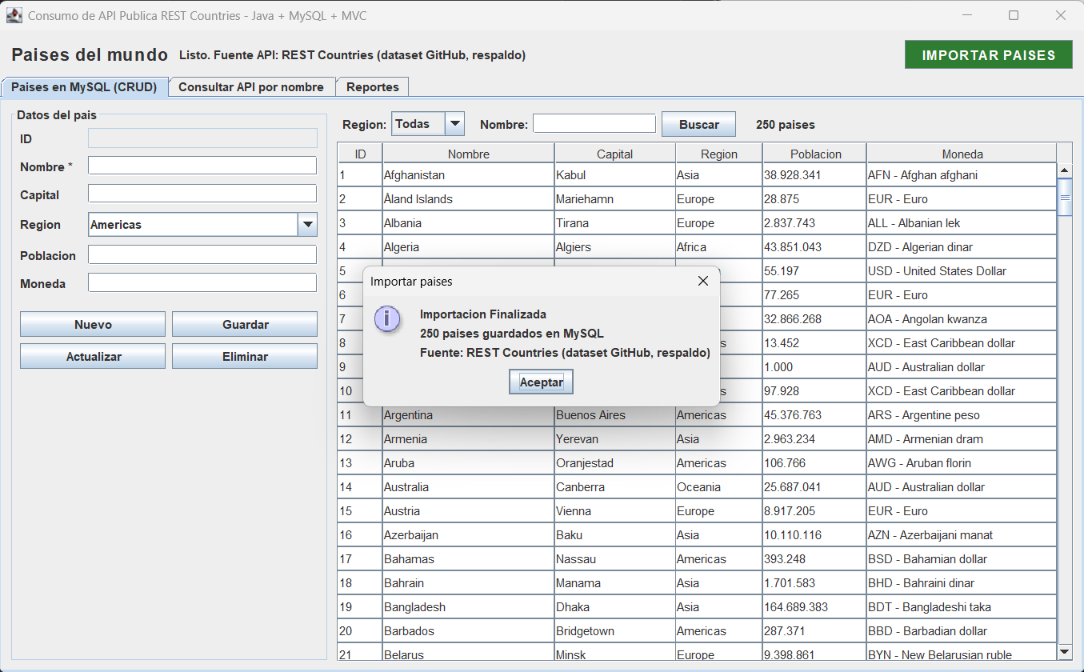 Consumo de API Publica REST Countries - Java + MySQL + MVC
Paises del mundo Listo. Fuente API: REST Countries (dataset GitHub, respaldo) IMPORTAR PAISES
Paises en MySQL (CRUD) Consultar API por nombre Reportes
Datos del pais
ID
Nombre *
Capital
Region Americas
Poblacion
Moneda
Nuevo Guardar
Actualizar Eliminar
Region: Todas Nombre: Buscar 250 paises
ID Nombre Capital Region Poblacion Moneda
1 Afghanistan Kabul Asia 38.928.341 AFN - Afghan afghani
2 Åland Islands Mariehamn Europe 28.875 EUR - Euro
3 Albania Tirana Europe 2.837.743 ALL - Albanian lek
4 Algeria Algiers Africa 43.851.043 DZD - Algerian dinar
5 55.197 USD - United States Dollar
6 77.265 EUR - Euro
7 32.866.268 AOA - Angolan kwanza
8 s 13.452 XCD - East Caribbean dollar
9 1.000 AUD - Australian dollar
10 s 97.928 XCD - East Caribbean dollar
11 Argentina Buenos Aires Americas 45.376.763 ARS - Argentine peso
12 Armenia Yerevan Asia 2.963.234 AMD - Armenian dram
13 Aruba Oranjestad Americas 106.766 AWG - Aruban florin
14 Australia Canberra Oceania 25.687.041 AUD - Australian dollar
15 Austria Vienna Europe 8.917.205 EUR - Euro
16 Azerbaijan Baku Asia 10.110.116 AZN - Azerbaijani manat
17 Bahamas Nassau Americas 393.248 BSD - Bahamian dollar
18 Bahrain Manama Asia 1.701.583 BHD - Bahraini dinar
19 Bangladesh Dhaka Asia 164.689.383 BDT - Bangladeshi taka
20 Barbados Bridgetown Americas 287.371 BBD - Barbadian dollar
21 Belarus Minsk Europe 9.398.861 BYN - New Belarusian ruble
Importar paises
Importacion Finalizada
250 paises guardados en MySQL
Fuente: REST Countries (dataset GitHub, respaldo)
Aceptar